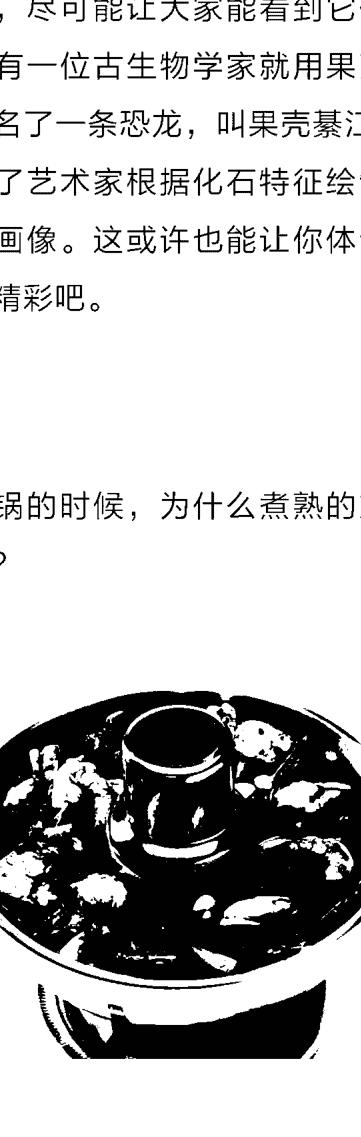 ，尽可能让大家能看到它
有一位古生物学家就用果
名了一条恐龙，叫果壳綦江
了艺术家根据化石特征绘
画像。这或许也能让你体
精彩吧。
锅的时候，为什么煮熟的
？